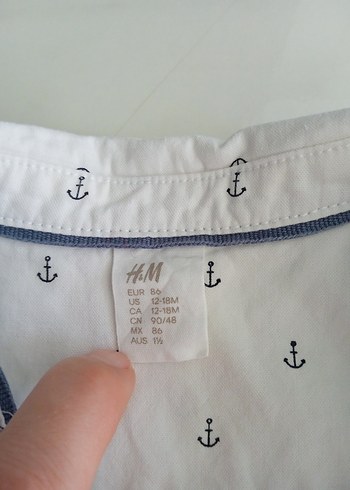 H&M
EUR 86
US 12-18M
CA 12-18M
CN 90/48
MX 86
AUS 1½